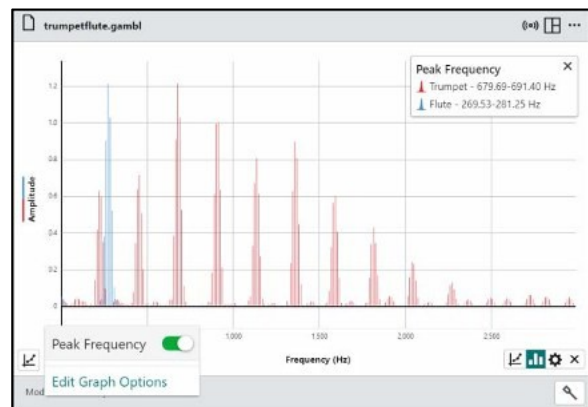 trumpetflute.gambl
Peak Frequency
Trumpet - 679.69-691.40 Hz
Flute - 269.53-281.25 Hz
1.2
1.0
0.8
0.6
0.4
0.2
0
Amplitude
1,000
1,500
2,000
2,500
Frequency (Hz)
Peak Frequency
Edit Graph Options